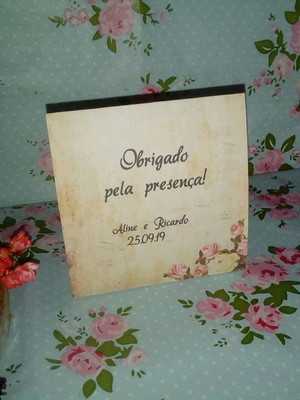 Obrigado
pela presença!
Aline e Ricardo
25.09.19